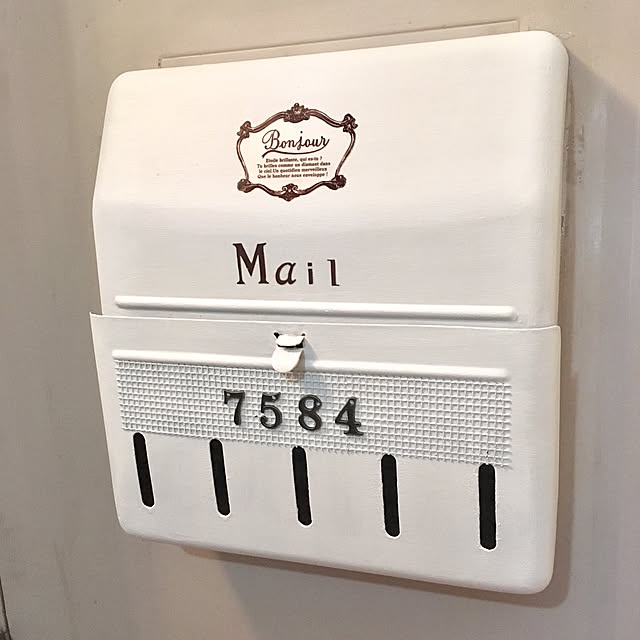 Bonjour
Etoile brillante, qui es-tu ?
Tu brilles comme un diamant dans
le ciel Un quotidien merveilleux
Que le bonheur nous enveloppe !
Mail
7584